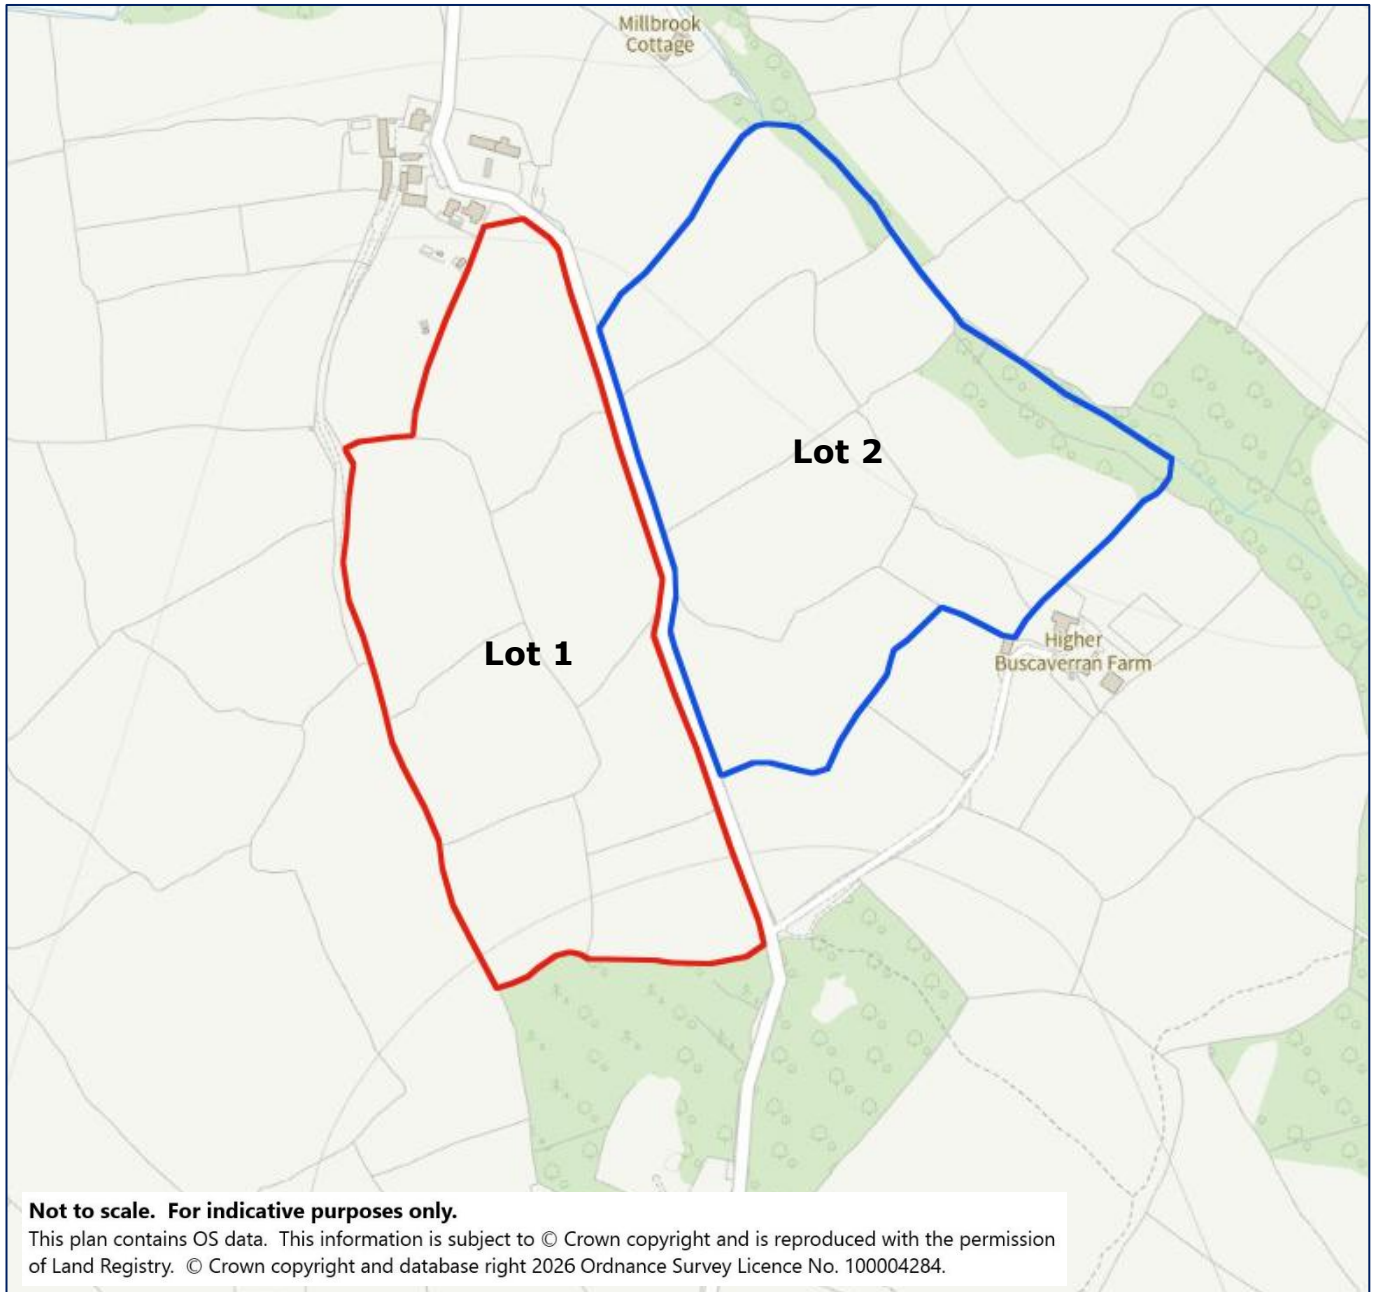 Millbrook
Cottage
Lot 2
Lot 1
Higher
Buscaverran Farm
Not to scale.  For indicative purposes only.
This plan contains OS data.  This information is subject to © Crown copyright and is reproduced with the permission
of Land Registry.  © Crown copyright and database right 2026 Ordnance Survey Licence No. 100004284.